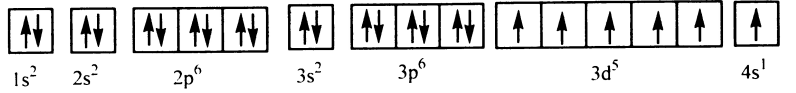 1s² 2s² 2p⁶ 3s² 3p⁶ 3d⁵ 4s¹